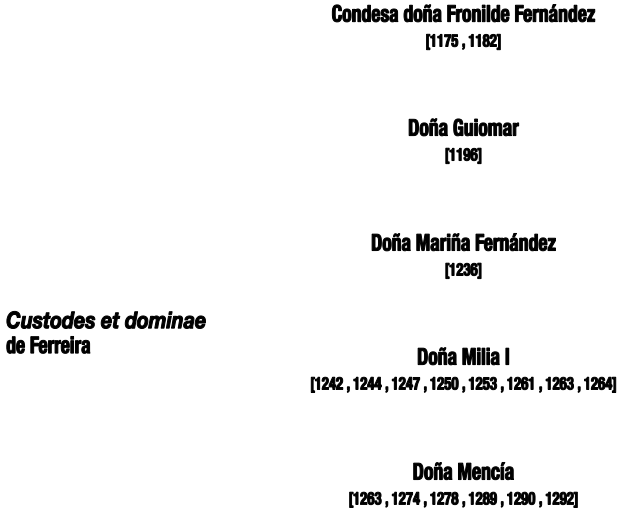 Condesa doña Fronilde Fernández
[1175 , 1182]
Doña Guiomar
[1196]
Doña Mariña Fernández
[1236]
Custodes et dominae
de Ferreira
Doña Milia I
[1242 , 1244 , 1247 , 1250 , 1253 , 1261 , 1263 , 1264]
Doña Mencía
[1263 , 1274 , 1278 , 1289 , 1290 , 1292]